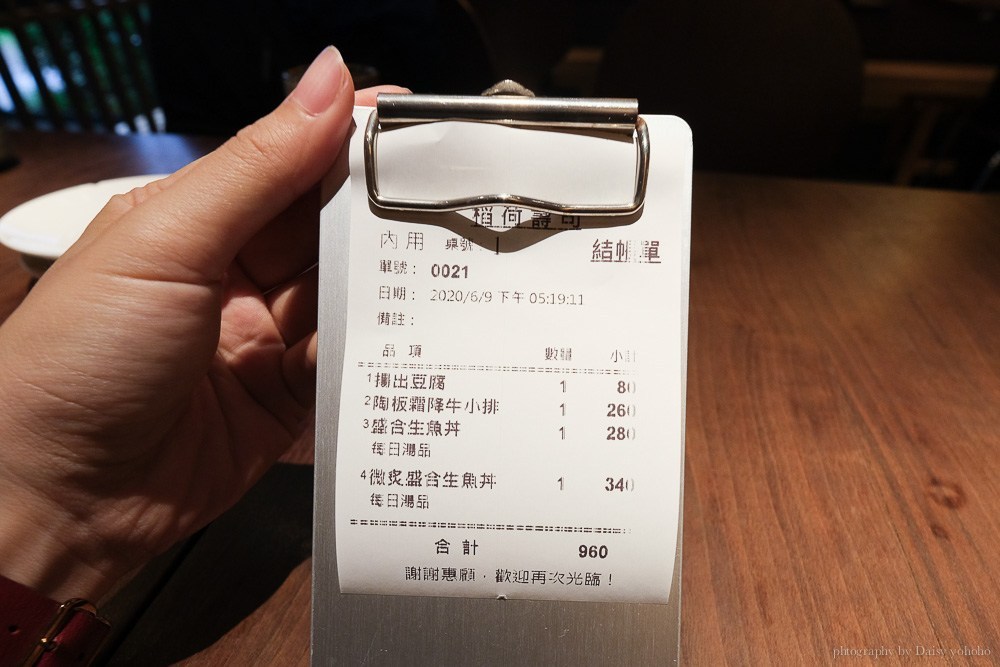 稻何壽司
內用 桌號: 結帳單
單號: 0021
日期: 2020/6/9 下午 05:19:11
備註:
品 項 數量 小計
1 揚出豆腐 1 80
2 陶板霜降牛小排 1 260
3 盛合生魚丼 1 280
每日湯品
4 微炙盛合生魚丼 1 340
每日湯品
合 計 960
謝謝惠顧．歡迎再次光臨！
photography by Daisy yohoho